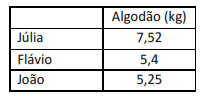 Algodão (kg)
Júlia 7,52
Flávio 5,4
João 5,25